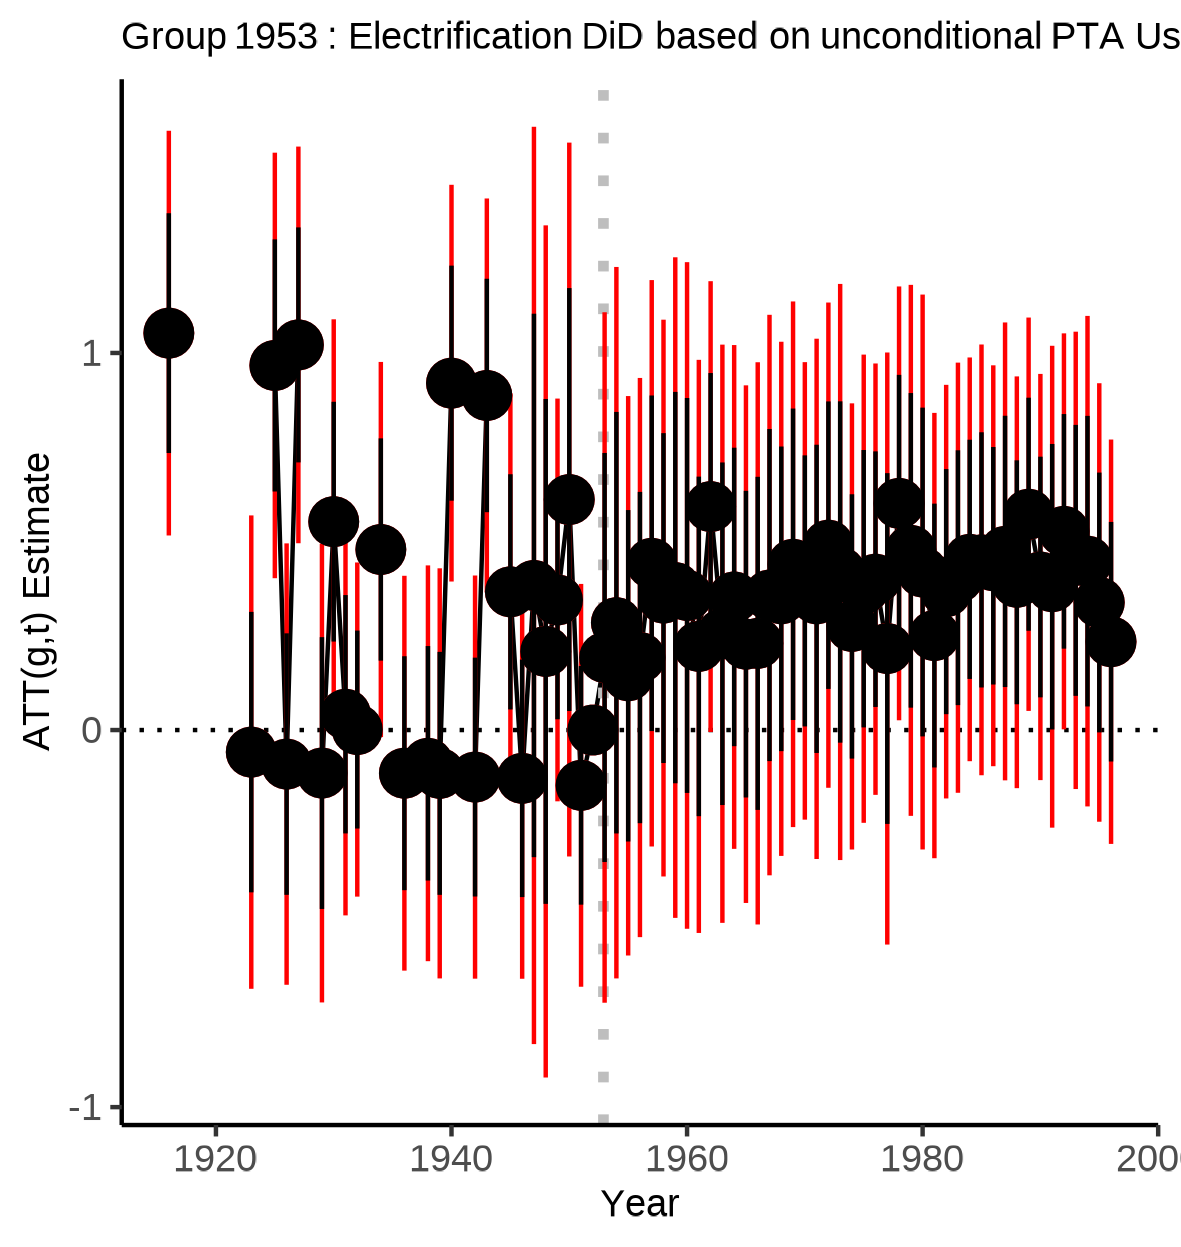 Group 1953 : Electrification DiD based on unconditional PTA Us
1
0
-1
ATT(g,t) Estimate
1920 1940 1960 1980 200
Year